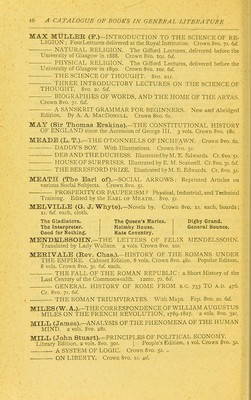 16 A CATALOGUE OF BOOKS IN GENERAL LITERATURE
MAX MÜLLER (F.)—INTRODUCTION TO THE SCIENCE OF RE-
LIGION; Four Lectures delivered at the Royal Institution. Crown 8vo. 7s. 6d.
—— NATURAL RELIGION. The Gifford Lectures, delivered before the
University of Glasgow in 1888. Crown 8vo. 10s. 6d.
—— PHYSICAL RELIGION. The Gifford Lectures, delivered before the
University of Glasgow in 1890. Crown 8vo. 10s. 6d.
—— THE SCIENCE OF THOUGHT. 8vo. 21s.
—— THREE INTRODUCTORY LECTURES ON THE SCIENCE OF
THOUGHT. 8vo. 2s. 6d.
—— BIOGRAPHIES OF WORDS, AND THE HOME OF THE ARYAS.
Crown 8vo. 7s. 6d.
—— A SANSKRIT GRAMMAR FOR BEGINNERS. New and Abridged
Edition. By A. A. MACDONELL. Crown 8vo. 6s.
MAY (Sir Thomas Erskine).—THE CONSTITUTIONAL HISTORY
OF ENGLAND since the Accession of George III. 3 vols. Crown 8vo. 18s.
MEADE (L. T.).—THE O'DONNELLS OF INCHFAWN. Crown 8vo. 6s.
—— DADDY'S BOY. With Illustrations. Crown 8vo. 3s.
—— DEB AND THE DUCHESS. Illustrated by M. E. Edwards. Cr. 8vo. 3s.
—— HOUSE OF SURPRISES. Illustrated by E. M. Scannell. Cr. 8vo. 3s. 6d.
—— THE BERESFORD PRIZE. Illustrated by M. E. Edwards. Cr. 8vo. 5s.
MEATH (The Earl of).—SOCIAL ARROWS: Reprinted Articles on
various Social Subjects. Crown 8vo. 5s.
—— PROSPERITY OR PAUPERISM? Physical, Industrial, and Technical
Training. Edited by the EARL OF MEATH. 8vo. 5s.
MELVILLE (G. J. Whyte).—Novels by. Crown 8vo. 1s. each, boards;
1s. 6d. each, cloth.
The Gladiators. The Queen's Maries. Digby Grand.
The Interpreter. Holmby House. General Bounce.
Good for Nothing. Kate Coventry.
MENDELSSOHN.—THE LETTERS OF FELIX MENDELSSOHN.
Translated by Lady Wallace. 2 vols. Crown 8vo. 10s.
MERIVALE (Rev. Chas.).—HISTORY OF THE ROMANS UNDER
THE EMPIRE. Cabinet Edition, 8 vols. Crown 8vo. 48s. Popular Edition,
8 vols. Crown 8vo. 3s. 6d. each.
—— THE FALL OF THE ROMAN REPUBLIC: a Short History of the
Last Century of the Commonwealth. 12mo. 7s. 6d.
—— GENERAL HISTORY OF ROME FROM B.C. 753 TO A.D. 476.
Cr. 8vo. 7s. 6d.
—— THE ROMAN TRIUMVIRATES. With Maps. Fcp. 8vo. 2s. 6d.
MILES (W. A.).—THE CORRESPONDENCE OF WILLIAM AUGUSTUS
MILES ON THE FRENCH REVOLUTION, 1789-1817. 2 vols. 8vo. 32s.
MILL (James).—ANALYSIS OF THE PHENOMENA OF THE HUMAN
MIND. 2 vols. 8vo. 28s.
MILL (John Stuart).—PRINCIPLES OF POLITICAL ECONOMY.
Library Edition, 2 vols. 8vo. 30s. | People's Edition, 1 vol. Crown 8vo. 5s.
—— A SYSTEM OF LOGIC. Crown 8vo. 5s.
—— ON LIBERTY. Crown 8vo. 1s. 4d.